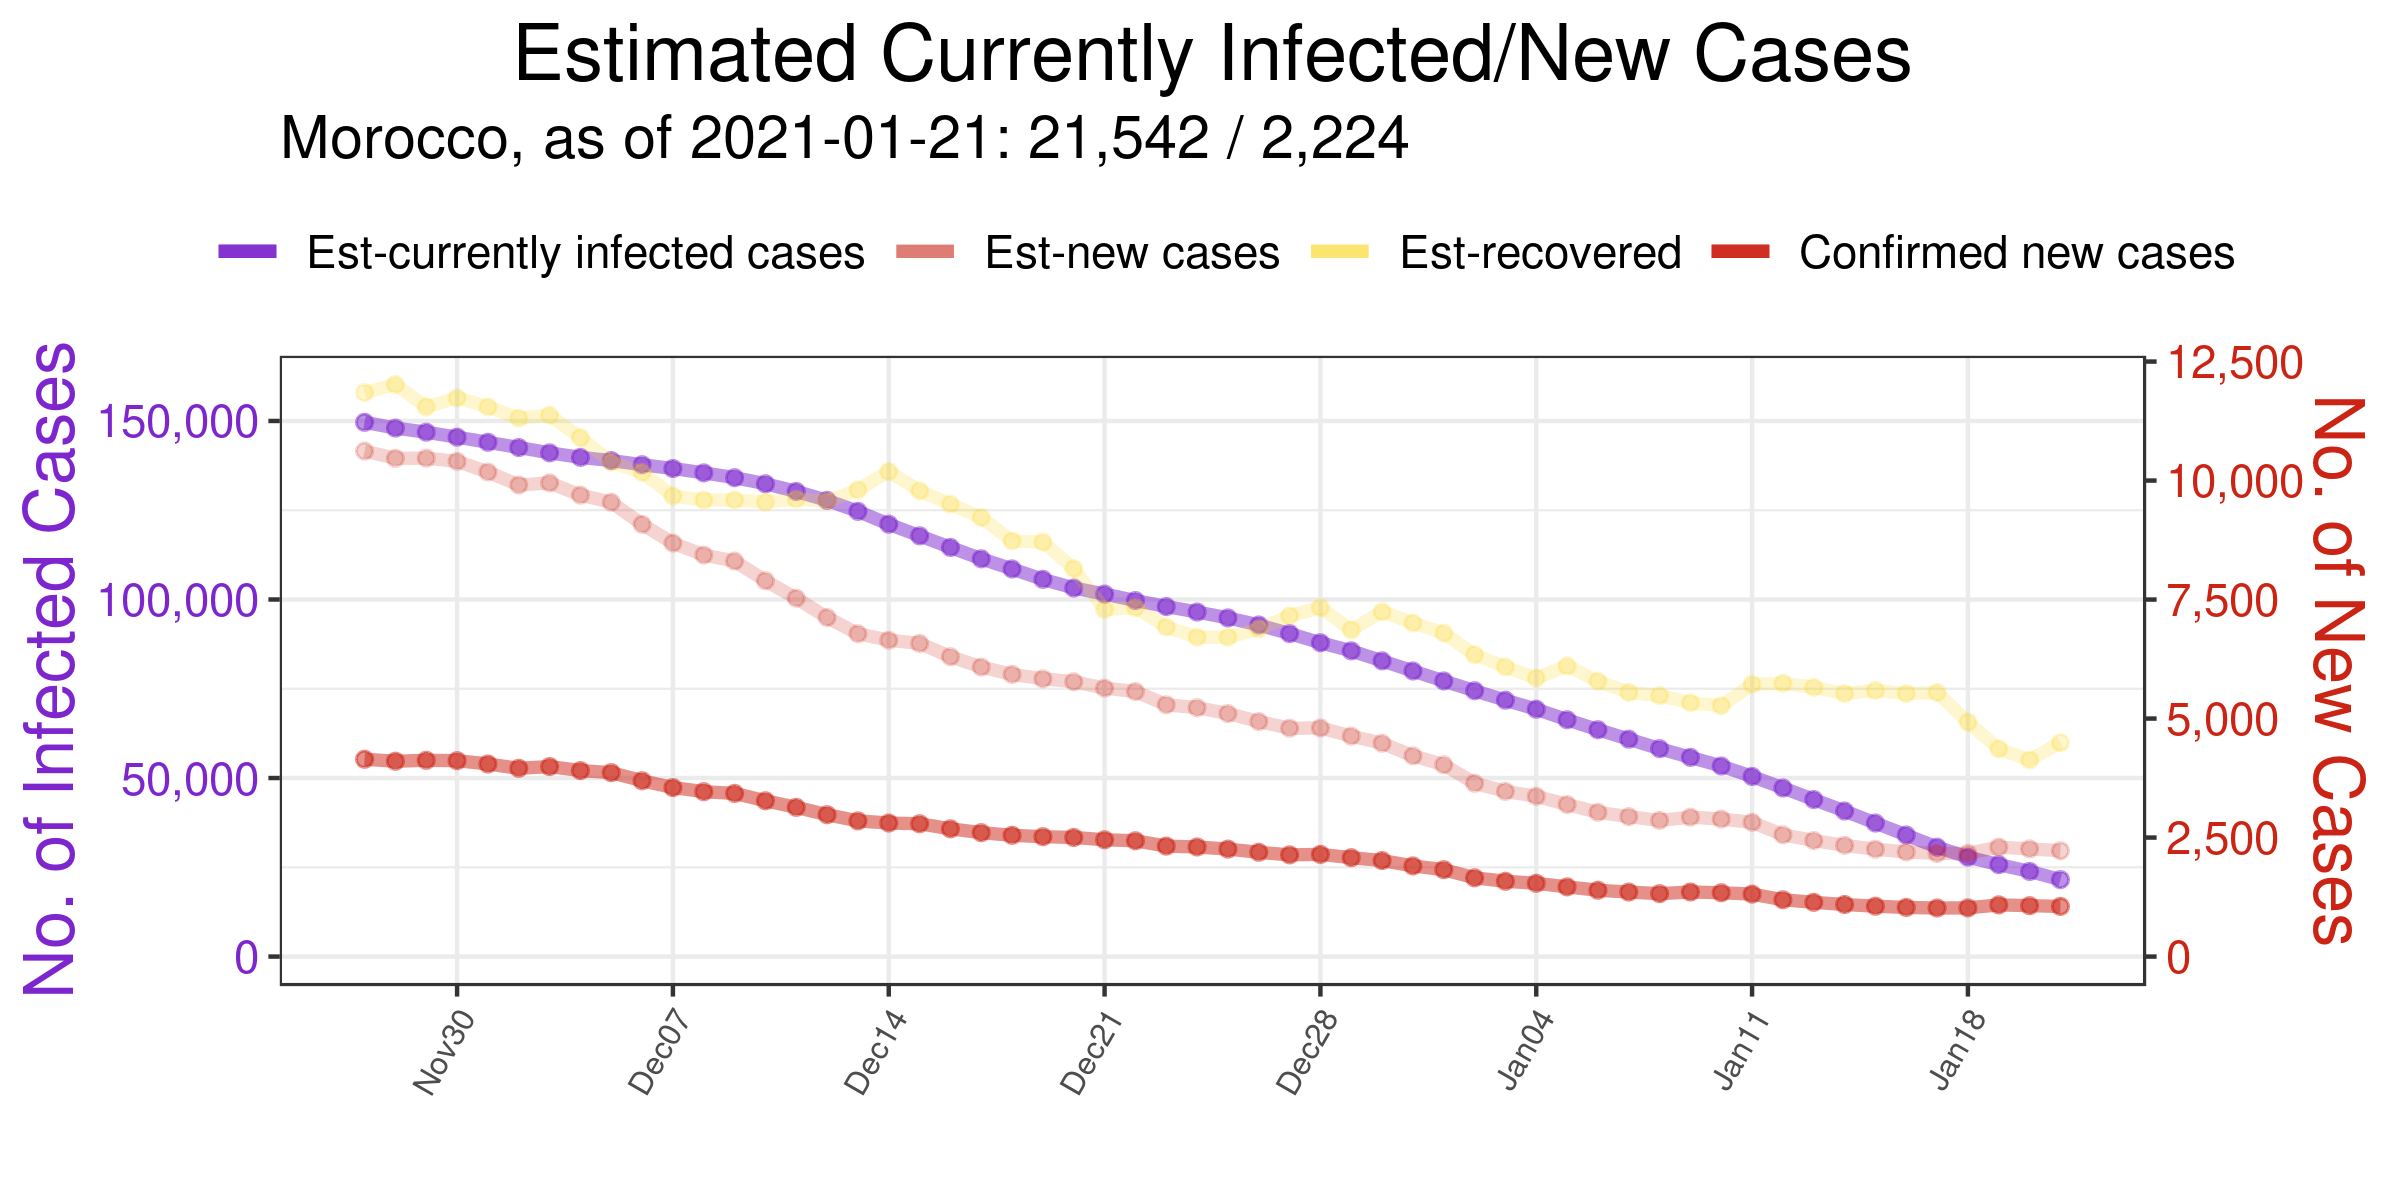 Estimated Currently Infected/New Cases
Morocco, as of 2021-01-21: 21,542 / 2,224
Est-currently infected cases Est-new cases Est-recovered Confirmed new cases
No. of Infected Cases
150,000
100,000
50,000
0
12,500
10,000
7,500
5,000
2,500
0
No. of New Cases
Nov30 Dec07 Dec14 Dec21 Dec28 Jan04 Jan11 Jan18